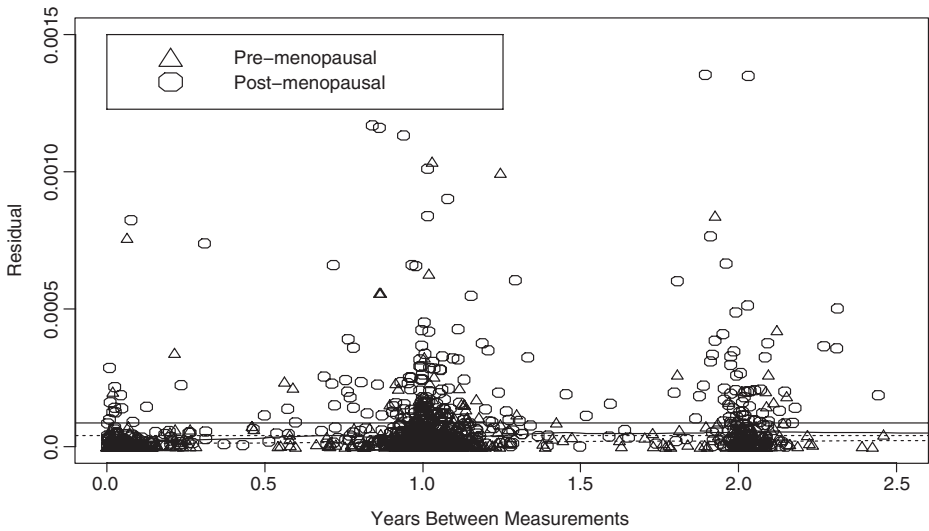 0.0015
Pre−menopausal
Post−menopausal
0.0010
Residual
0.0005
0.0
0.0 0.5 1.0 1.5 2.0 2.5
Years Between Measurements